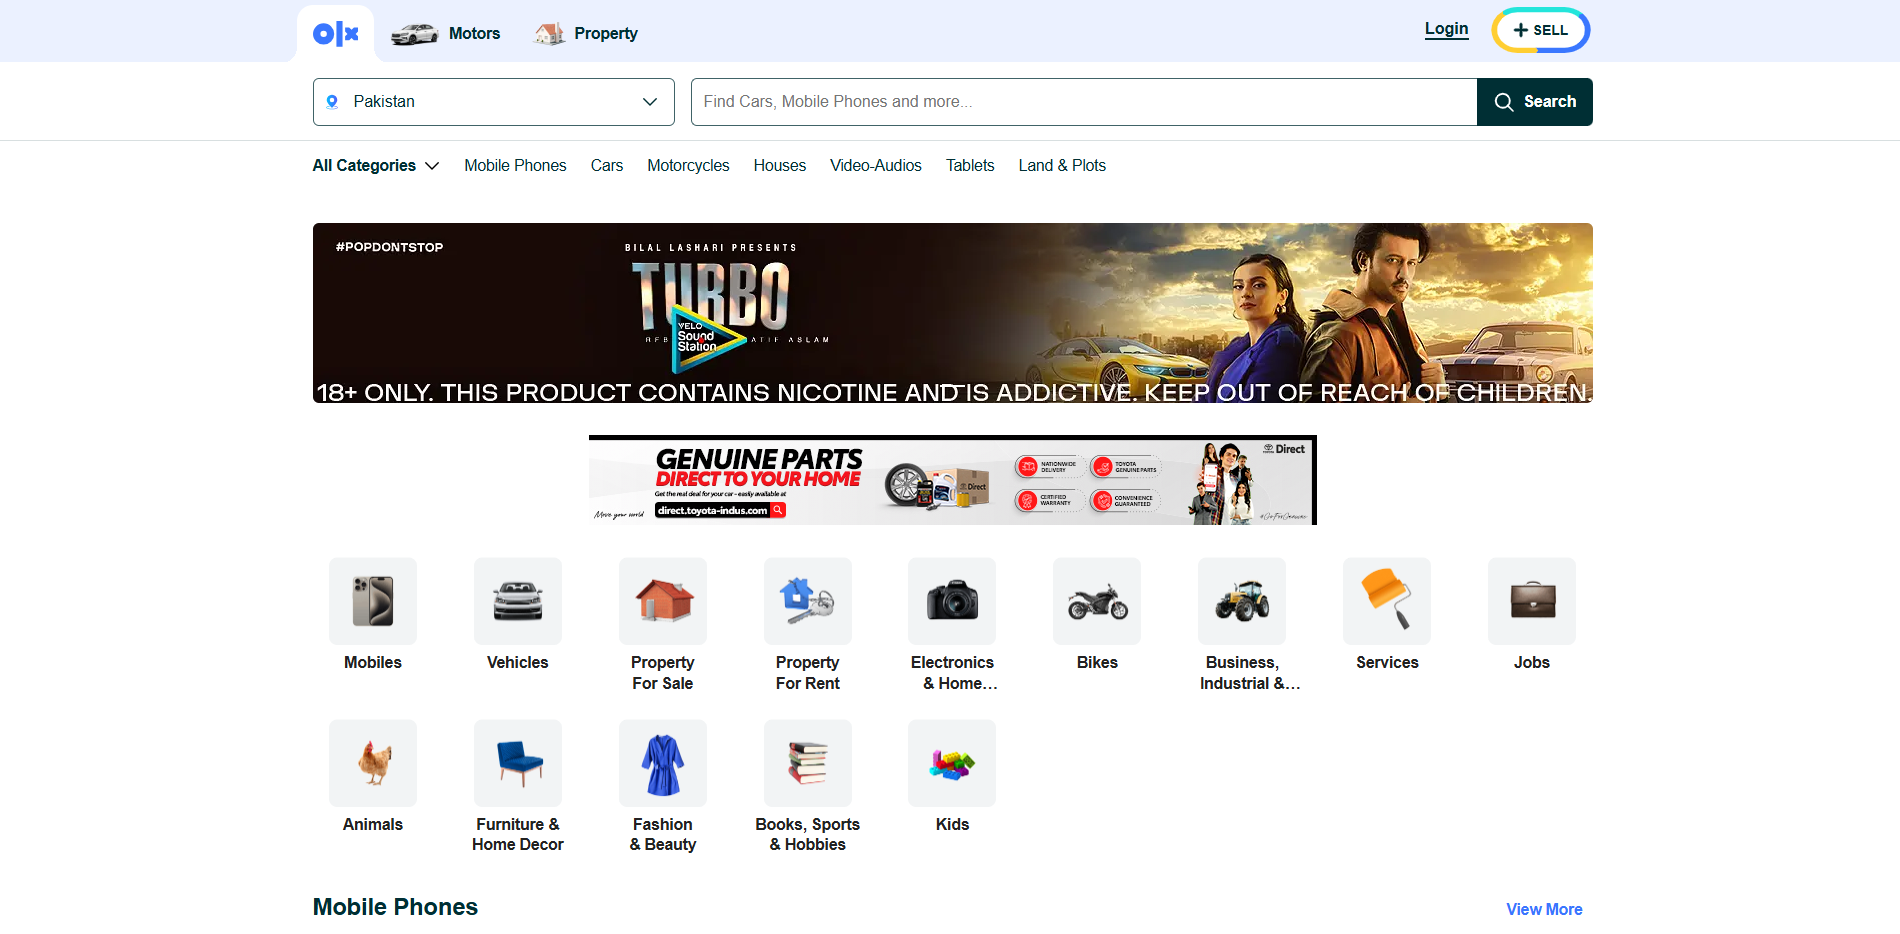 olx
Motors
Property
Login
+ SELL
Pakistan
Find Cars, Mobile Phones and more...
Search
All Categories
Mobile Phones
Cars
Motorcycles
Houses
Video-Audios
Tablets
Land & Plots
#POPDONTSTOP
BILAL LASHARI PRESENTS
TURBO
VELO
Sound
Station
ATIF ASLAM
18+ ONLY. THIS PRODUCT CONTAINS NICOTINE AND IS ADDICTIVE. KEEP OUT OF REACH OF CHILDREN.
GENUINE PARTS
DIRECT TO YOUR HOME
Get the real deal for your car - easily available at
direct.toyota-indus.com
Move your world
Direct
NATIONWIDE
DELIVERY
TOYOTA
GENUINE PARTS
CERTIFIED
WARRANTY
CONVENIENCE
GUARANTEED
Direct
Mobiles
Vehicles
Property
For Sale
Property
For Rent
Electronics
& Home...
Bikes
Business,
Industrial &...
Services
Jobs
Animals
Furniture &
Home Decor
Fashion
& Beauty
Books, Sports
& Hobbies
Kids
Mobile Phones
View More